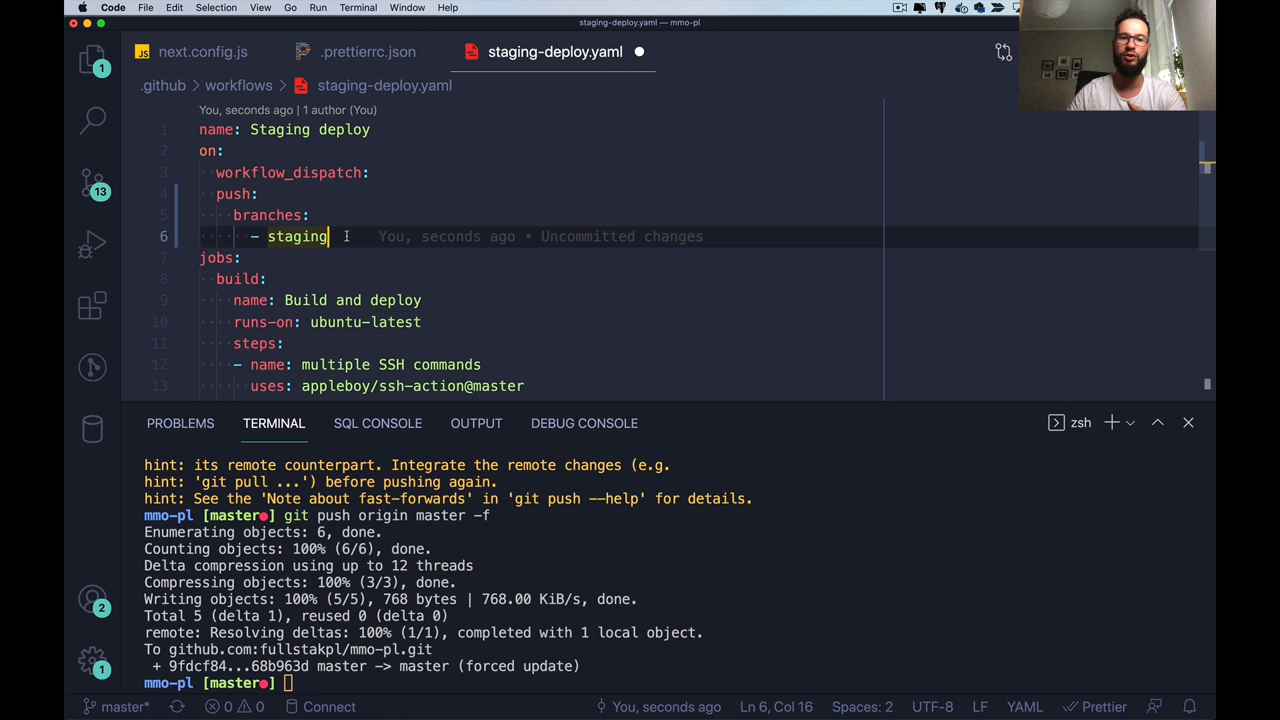 Code File Edit Selection View Go Run Terminal Window Help
staging-deploy.yaml — mmo-pl
JS next.config.js .prettierrc.json staging-deploy.yaml
.github > workflows > staging-deploy.yaml
You, seconds ago | 1 author (You)
1 name: Staging deploy
2 on:
3 workflow_dispatch:
4 push:
5 branches:
6 - staging You, seconds ago • Uncommitted changes
7 jobs:
8 build:
9 name: Build and deploy
10 runs-on: ubuntu-latest
11 steps:
12 - name: multiple SSH commands
13 uses: appleboy/ssh-action@master
1
13
2
1
PROBLEMS TERMINAL SQL CONSOLE OUTPUT DEBUG CONSOLE zsh
hint: its remote counterpart. Integrate the remote changes (e.g.
hint: 'git pull ...') before pushing again.
hint: See the 'Note about fast-forwards' in 'git push --help' for details.
mmo-pl [master●] git push origin master -f
Enumerating objects: 6, done.
Counting objects: 100% (6/6), done.
Delta compression using up to 12 threads
Compressing objects: 100% (3/3), done.
Writing objects: 100% (5/5), 768 bytes | 768.00 KiB/s, done.
Total 5 (delta 1), reused 0 (delta 0)
remote: Resolving deltas: 100% (1/1), completed with 1 local object.
To github.com:fullstakpl/mmo-pl.git
+ 9fdcf84...68b963d master -> master (forced update)
mmo-pl [master●]
master* 0 0 Connect You, seconds ago Ln 6, Col 16 Spaces: 2 UTF-8 LF YAML Prettier